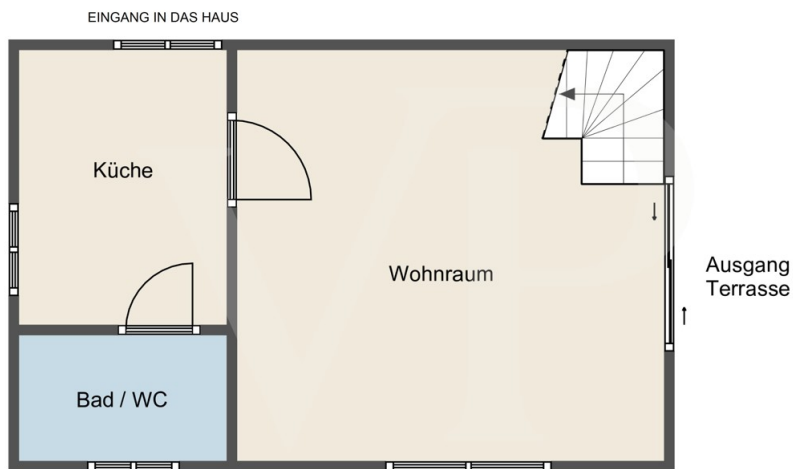 EINGANG IN DAS HAUS
Küche
Wohnraum
Ausgang
Terrasse
Bad / WC